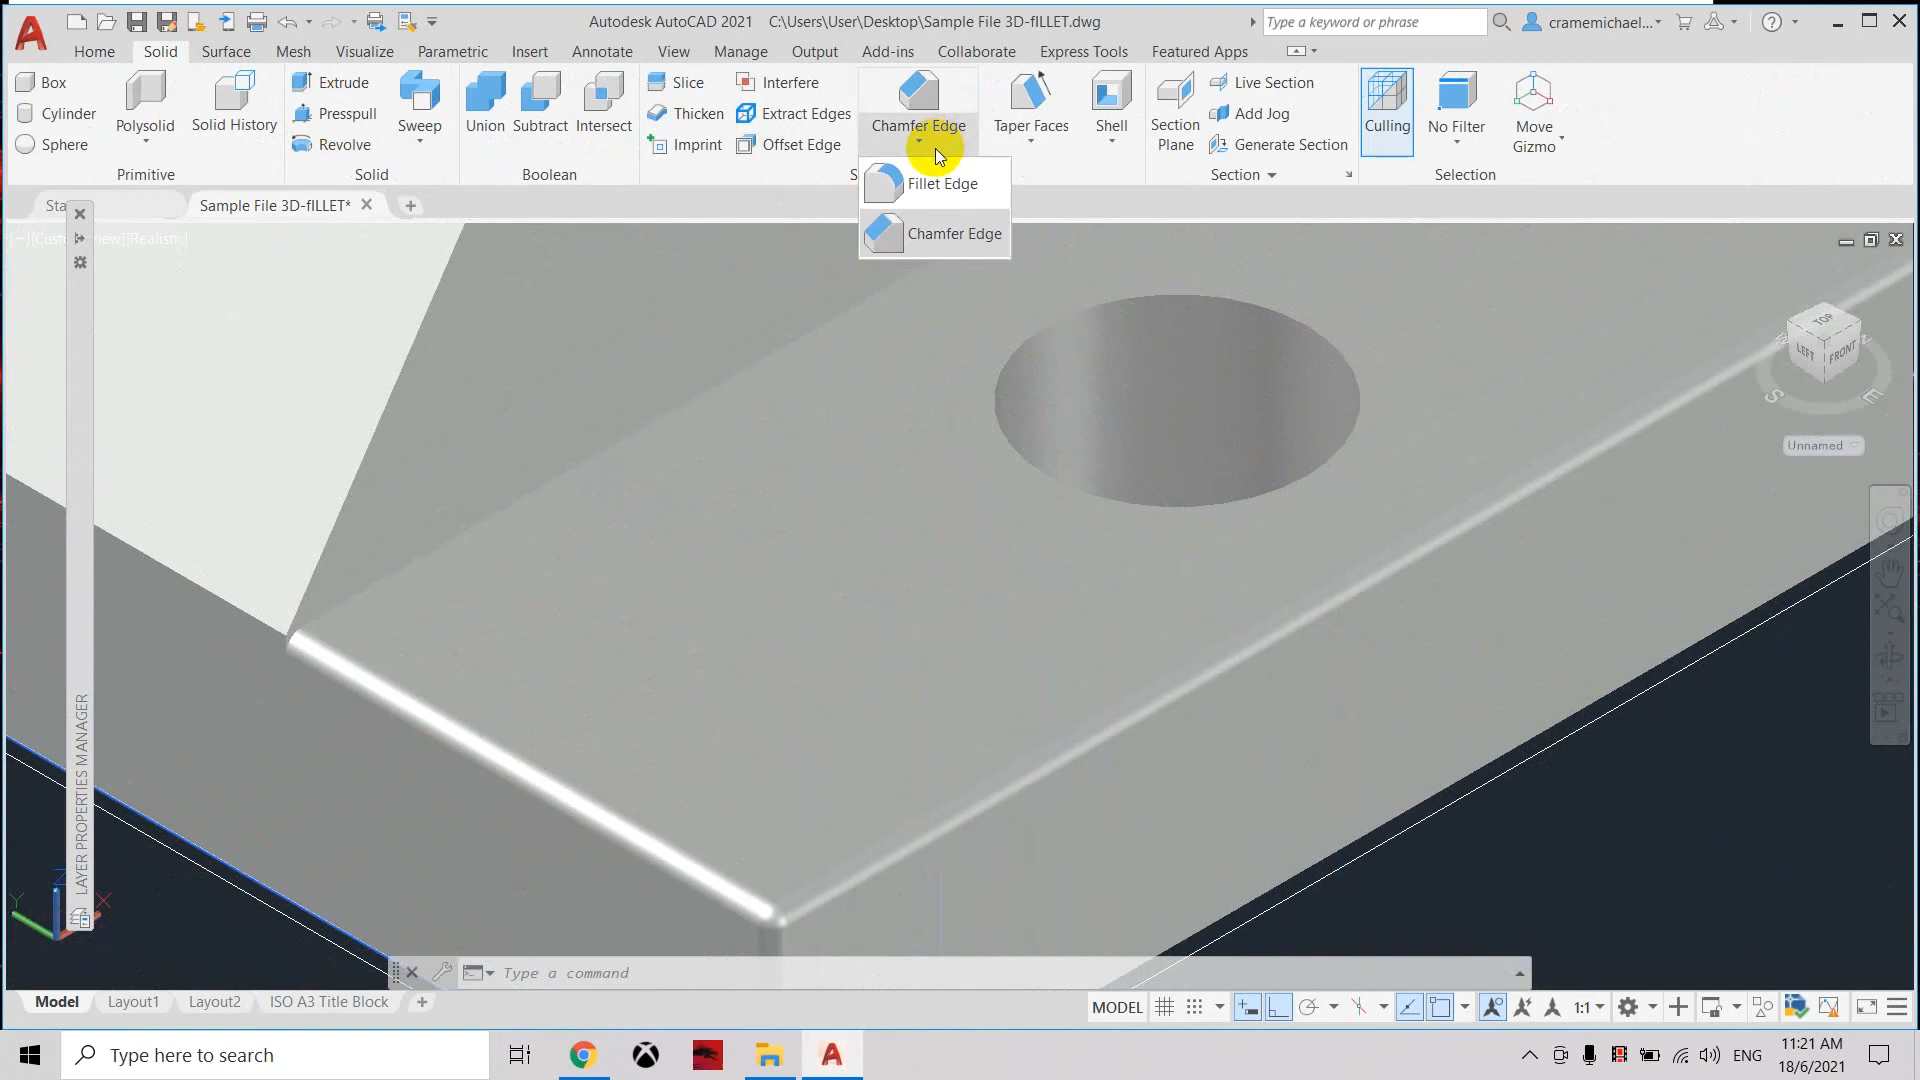 Autodesk AutoCAD 2021 C:\Users\User\Desktop\Sample File 3D-fILLET.dwg
Type a keyword or phrase
cramemichael...
Home Solid Surface Mesh Visualize Parametric Insert Annotate View Manage Output Add-ins Collaborate Express Tools Featured Apps
Box
Cylinder
Sphere
Polysolid
Solid History
Primitive
Extrude
Presspull
Revolve
Sweep
Solid
Union
Subtract
Intersect
Boolean
Slice
Thicken
Imprint
Interfere
Extract Edges
Offset Edge
Chamfer Edge
Taper Faces
Shell
Section
Plane
Live Section
Add Jog
Generate Section
Section
Culling
No Filter
Move
Gizmo
Selection
Fillet Edge
Chamfer Edge
Sample File 3D-fILLET*
TOP
LEFT
FRONT
S
E
Unnamed
LAYER PROPERTIES MANAGER
Z
Y
X
Type a command
Model Layout1 Layout2 ISO A3 Title Block
MODEL
1:1
Type here to search
ENG
11:21 AM
18/6/2021